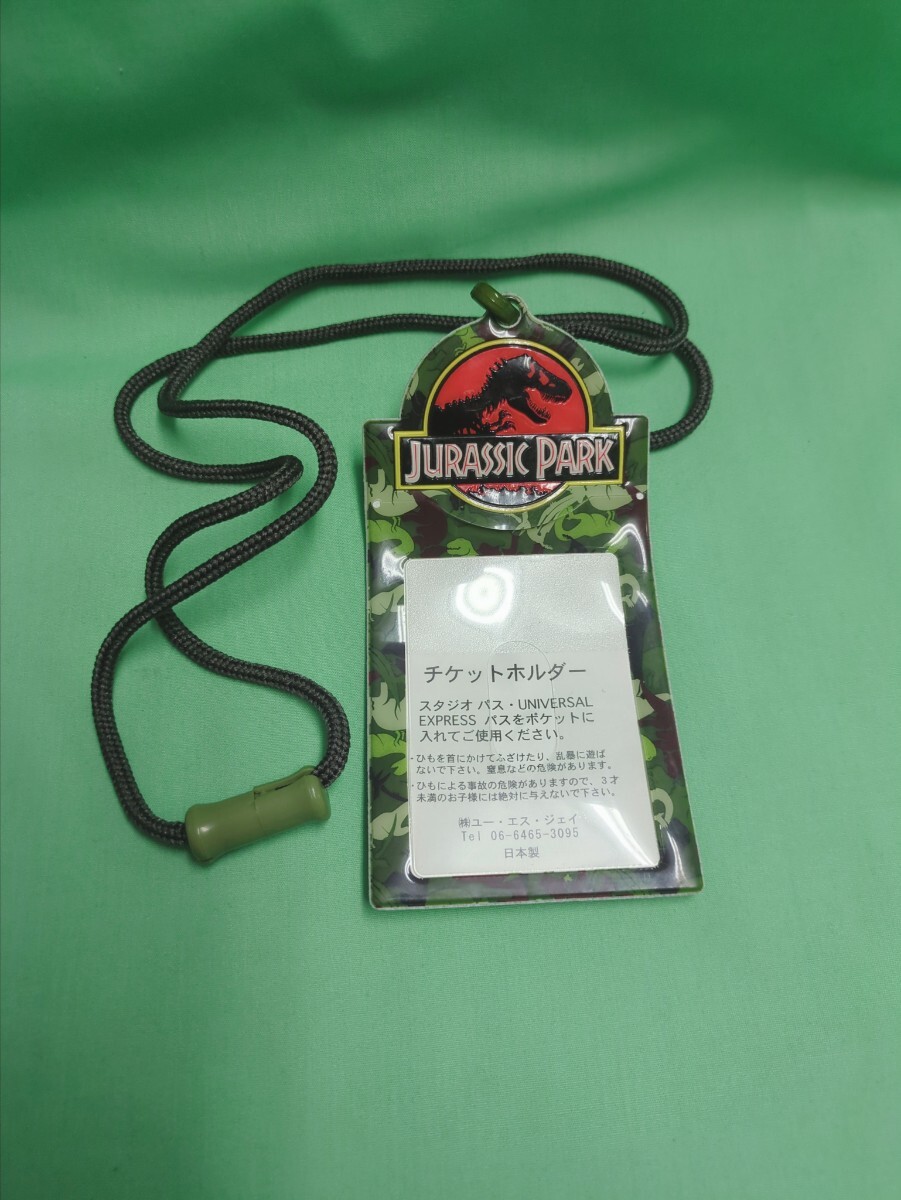 JURASSIC PARK
チケットホルダー
スタジオ パス・UNIVERSAL
EXPRESS パスをポケットに
入れてご使用ください。
・ひもを首にかけてふざけたり、乱暴に遊ば
ないで下さい。窒息などの危険があります。
・ひもによる事故の危険がありますので、3才
未満のお子様には絶対に与えないで下さい。
㈱ユー・エス・ジェイ
Tel 06-6465-3095
日本製